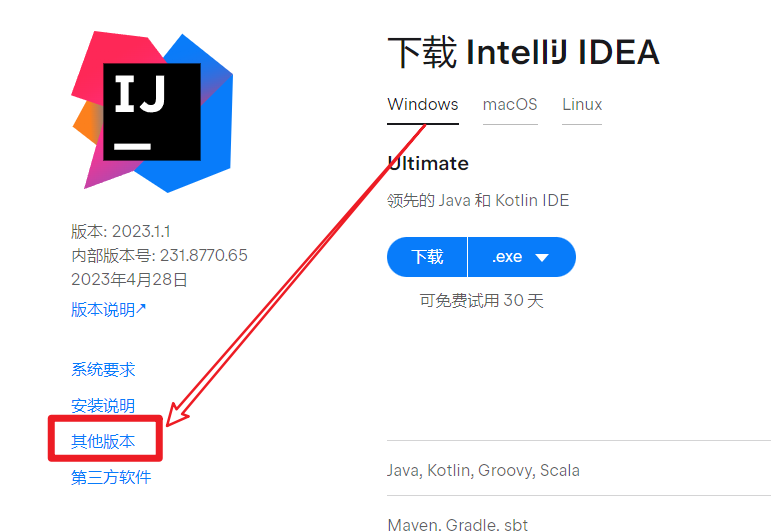 IJ
版本: 2023.1.1
内部版本号: 231.8770.65
2023年4月28日
版本说明↗
系统要求
安装说明
其他版本
第三方软件
下载 IntelliJ IDEA
Windows macOS Linux
Ultimate
领先的 Java 和 Kotlin IDE
下载 .exe
可免费试用 30 天
Java, Kotlin, Groovy, Scala
Maven, Gradle, sbt